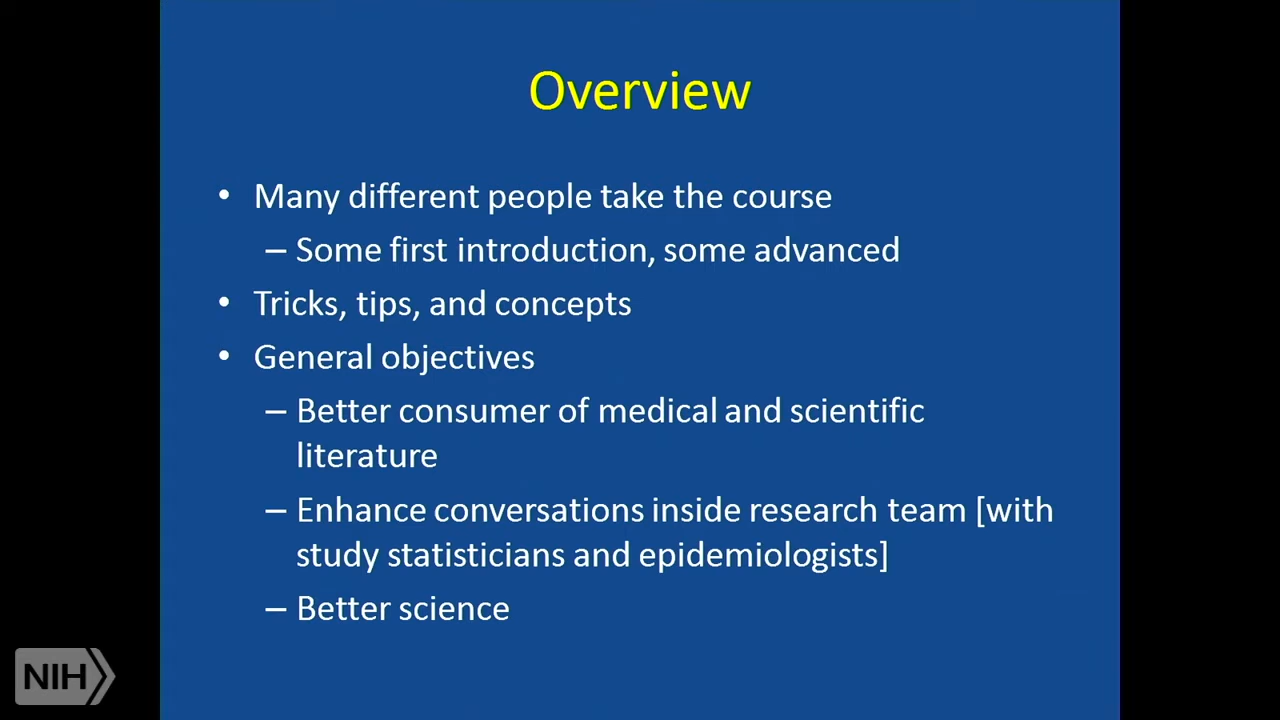 Overview
• Many different people take the course
– Some first introduction, some advanced
• Tricks, tips, and concepts
• General objectives
– Better consumer of medical and scientific
literature
– Enhance conversations inside research team [with
study statisticians and epidemiologists]
– Better science
NIH